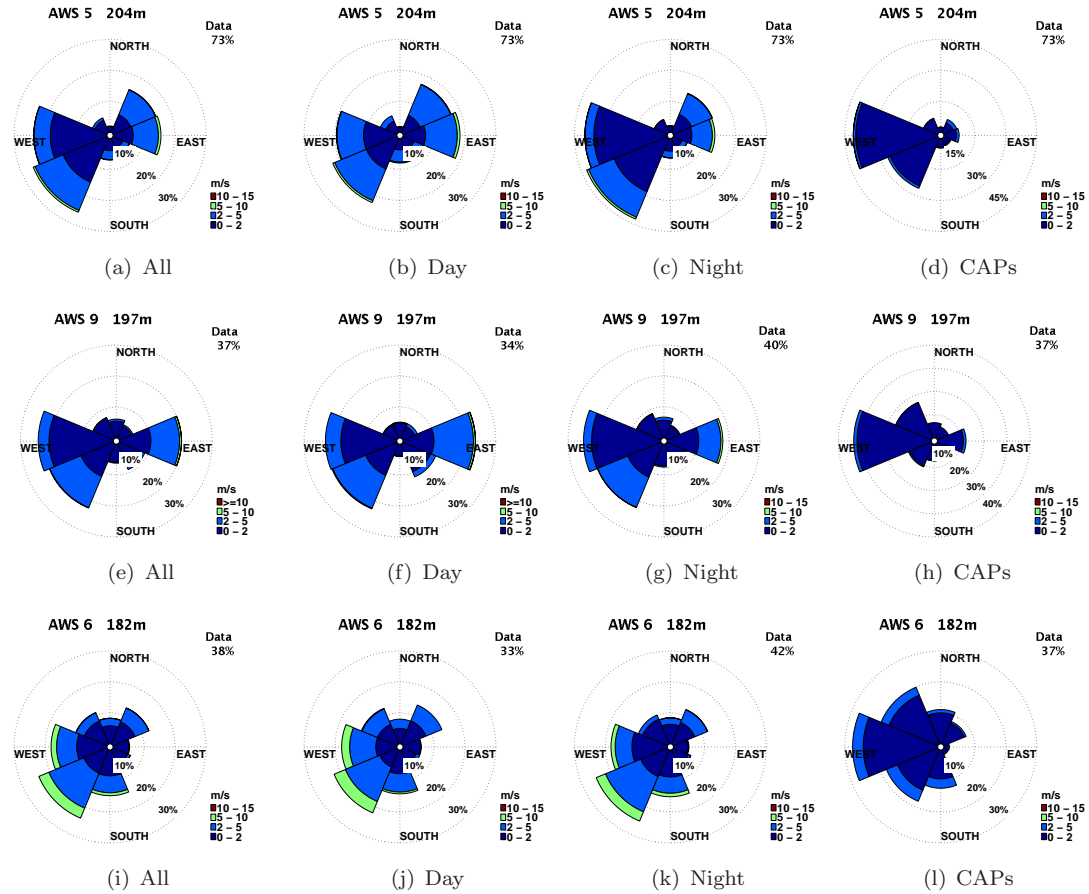 AWS 5 204m
Data
73%
NORTH
WEST
EAST
10%
20%
30%
SOUTH
m/s
10 – 15
5 – 10
2 – 5
0 – 2
(a) All
AWS 5 204m
Data
73%
NORTH
WEST
EAST
10%
20%
30%
SOUTH
m/s
10 – 15
5 – 10
2 – 5
0 – 2
(b) Day
AWS 5 204m
Data
73%
NORTH
WEST
EAST
10%
20%
30%
SOUTH
m/s
10 – 15
5 – 10
2 – 5
0 – 2
(c) Night
AWS 5 204m
Data
73%
NORTH
WEST
EAST
15%
30%
45%
SOUTH
m/s
10 – 15
5 – 10
2 – 5
0 – 2
(d) CAPs
AWS 9 197m
Data
37%
NORTH
WEST
EAST
10%
20%
30%
SOUTH
m/s
>=10
5 – 10
2 – 5
0 – 2
(e) All
AWS 9 197m
Data
34%
NORTH
WEST
EAST
10%
20%
30%
SOUTH
m/s
>=10
5 – 10
2 – 5
0 – 2
(f) Day
AWS 9 197m
Data
40%
NORTH
WEST
EAST
10%
20%
30%
SOUTH
m/s
10 – 15
5 – 10
2 – 5
0 – 2
(g) Night
AWS 9 197m
Data
37%
NORTH
WEST
EAST
10%
20%
30%
40%
SOUTH
m/s
10 – 15
5 – 10
2 – 5
0 – 2
(h) CAPs
AWS 6 182m
Data
38%
NORTH
WEST
EAST
10%
20%
30%
SOUTH
m/s
10 – 15
5 – 10
2 – 5
0 – 2
(i) All
AWS 6 182m
Data
33%
NORTH
WEST
EAST
10%
20%
30%
SOUTH
m/s
10 – 15
5 – 10
2 – 5
0 – 2
(j) Day
AWS 6 182m
Data
42%
NORTH
WEST
EAST
10%
20%
30%
SOUTH
m/s
10 – 15
5 – 10
2 – 5
0 – 2
(k) Night
AWS 6 182m
Data
37%
NORTH
WEST
EAST
10%
20%
30%
SOUTH
m/s
10 – 15
5 – 10
2 – 5
0 – 2
(l) CAPs